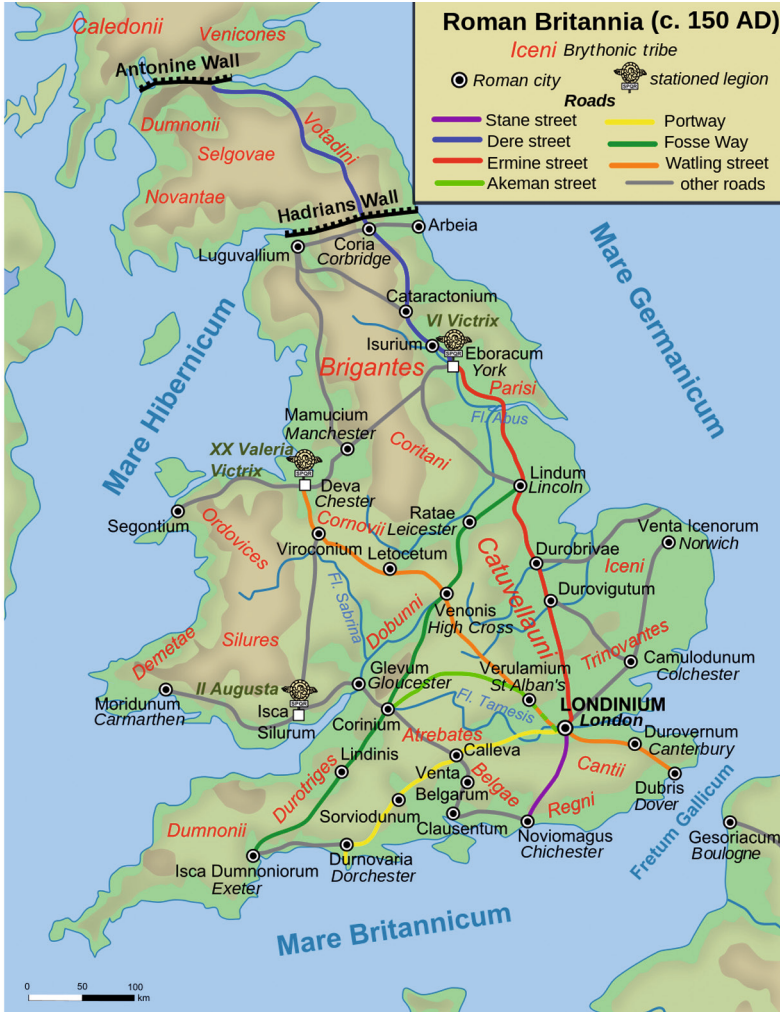 Roman Britannia (c. 150 AD)
Iceni Brythonic tribe
Roman city
SPQR
stationed legion
Roads
Stane street
Portway
Dere street
Fosse Way
Ermine street
Watling street
Akeman street
other roads
Caledonii
Venicones
Antonine Wall
Dumnonii
Votadini
Selgovae
Novantae
Hadrians Wall
Arbeia
Coria
Corbridge
Luguvallium
Mare Germanicum
Mare Hibernicum
Cataractonium
VI Victrix
SPQR
Isurium
Eboracum
York
Brigantes
Parisi
Fl. Abus
Mamucium
Manchester
Coritani
XX Valeria
Victrix
SPQR
Deva
Chester
Lindum
Lincoln
Segontium
Ordovices
Cornovii
Ratae
Leicester
Viroconium
Letocetum
Catuvellauni
Durobrivae
Venta Icenorum
Norwich
Iceni
Durovigutum
Fl. Sabrina
Dobunni
Venonis
High Cross
Trinovantes
Demetae
Silures
Camulodunum
Colchester
Verulamium
St Alban's
Glevum
Gloucester
II Augusta
SPQR
Isca
Silurum
Moridunum
Carmarthen
Fl. Tamesis
LONDINIUM
London
Corinium
Atrebates
Durovernum
Canterbury
Lindinis
Calleva
Cantii
Venta
Belgarum
Belgae
Dubris
Dover
Durotriges
Sorviodunum
Regni
Fretum Gallicum
Clausentum
Dumnonii
Noviomagus
Chichester
Gesoriacum
Boulogne
Durnovaria
Dorchester
Isca Dumnoniorum
Exeter
Mare Britannicum
0 50 100
km